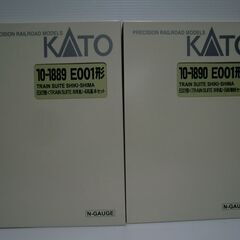 PRECISION RAILROAD MODELS
KATO
10-1889 E001形
TRAIN SUITE SHIKI-SHIMA
N-GAUGE
PRECISION RAILROAD MODELS
KATO
10-1890 E001形
TRAIN SUITE SHIKI-SHIMA
N-GAUGE